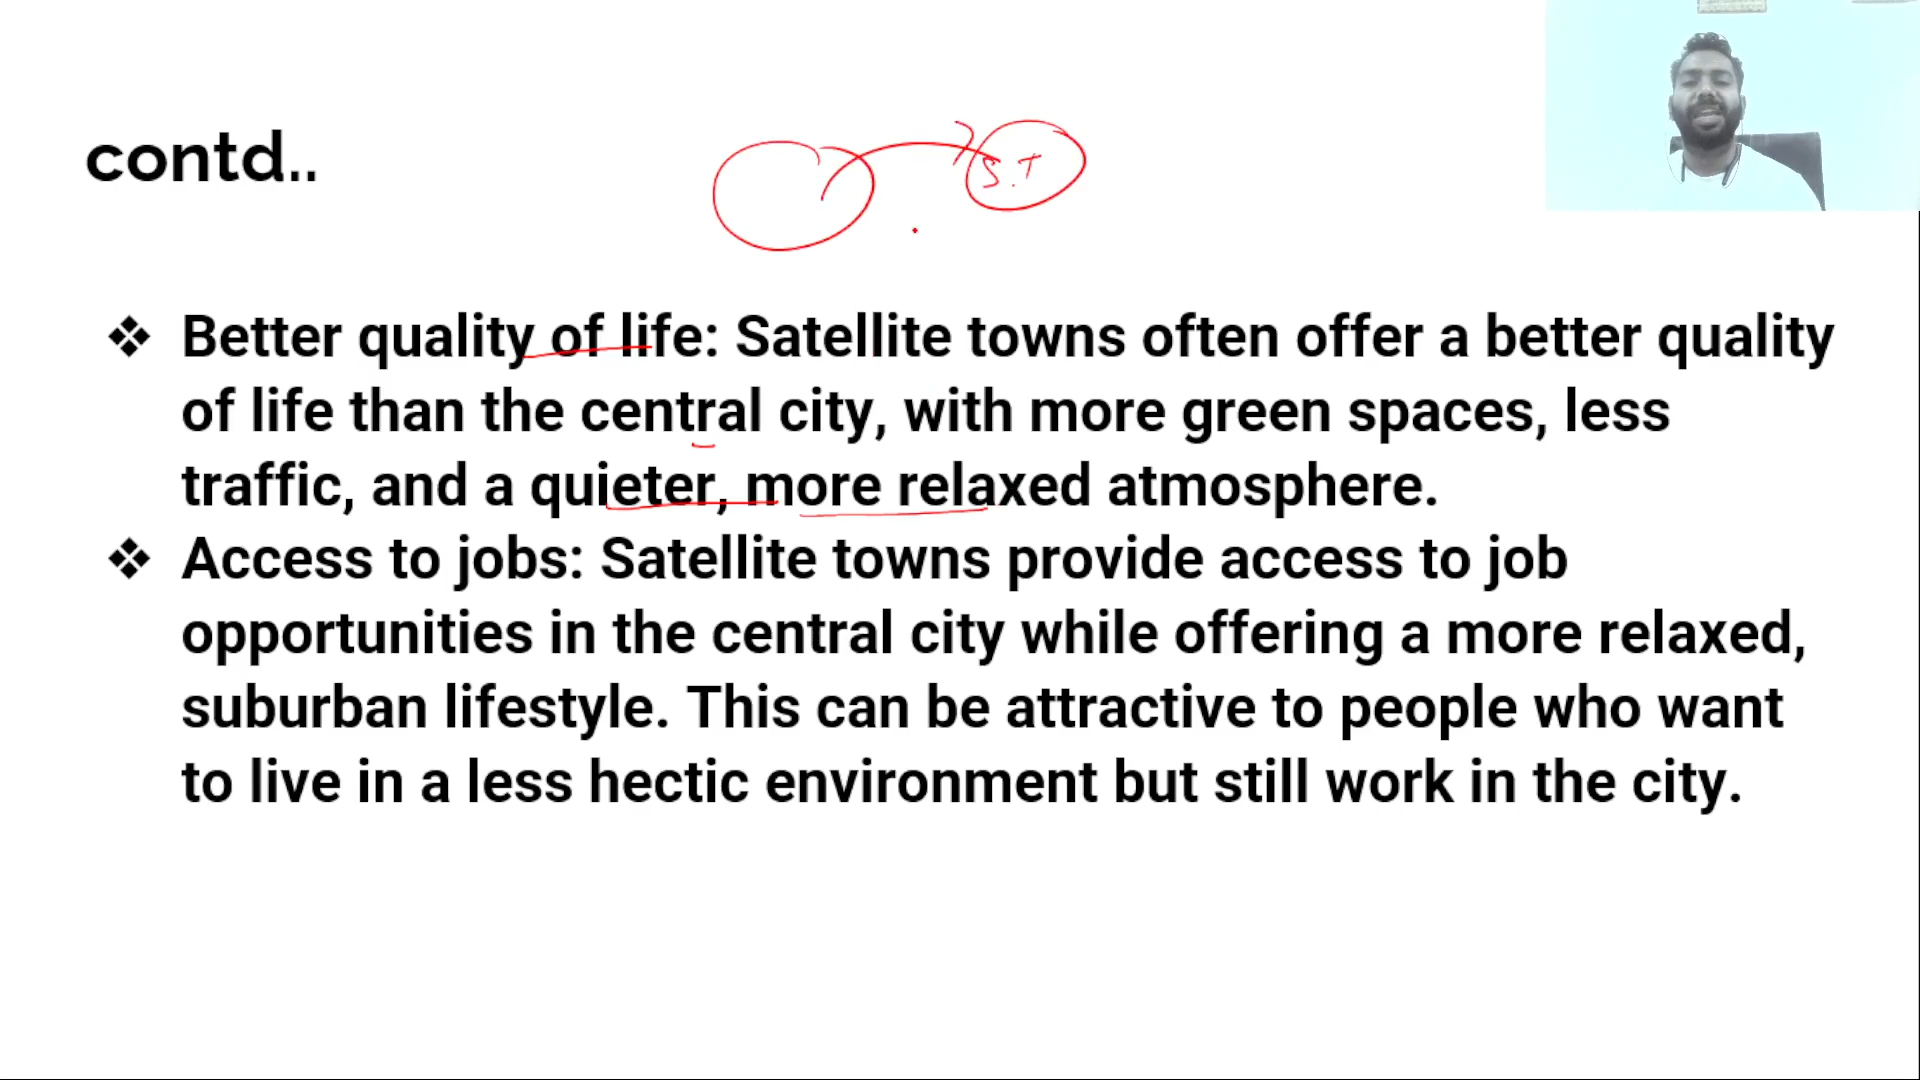 contd..
S.T
❖ Better quality of life: Satellite towns often offer a better quality
of life than the central city, with more green spaces, less
traffic, and a quieter, more relaxed atmosphere.
❖ Access to jobs: Satellite towns provide access to job
opportunities in the central city while offering a more relaxed,
suburban lifestyle. This can be attractive to people who want
to live in a less hectic environment but still work in the city.